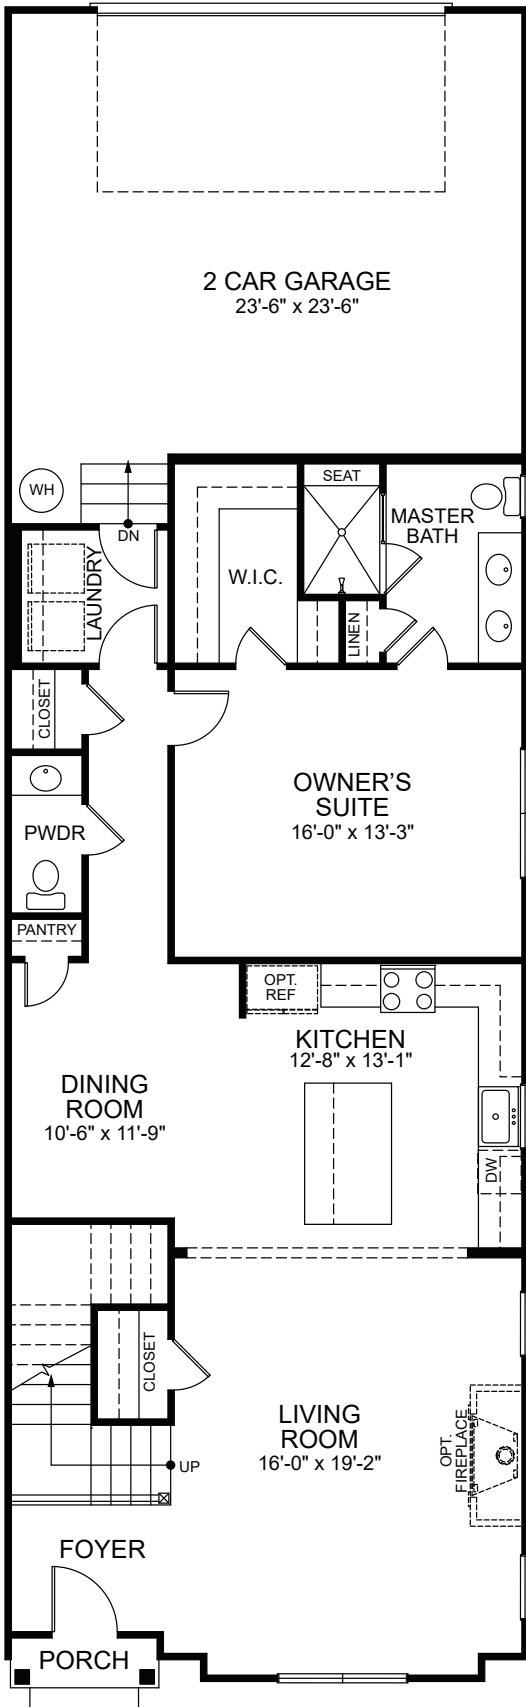 2 CAR GARAGE
23'-6" x 23'-6"
WH
DN
SEAT
MASTER
BATH
W.I.C.
LAUNDRY
LINEN
CLOSET
OWNER'S
SUITE
16'-0" x 13'-3"
PWDR
PANTRY
OPT.
REF
KITCHEN
12'-8" x 13'-1"
DINING
ROOM
10'-6" x 11'-9"
DW
CLOSET
LIVING
ROOM
16'-0" x 19'-2"
OPT.
FIREPLACE
UP
FOYER
PORCH